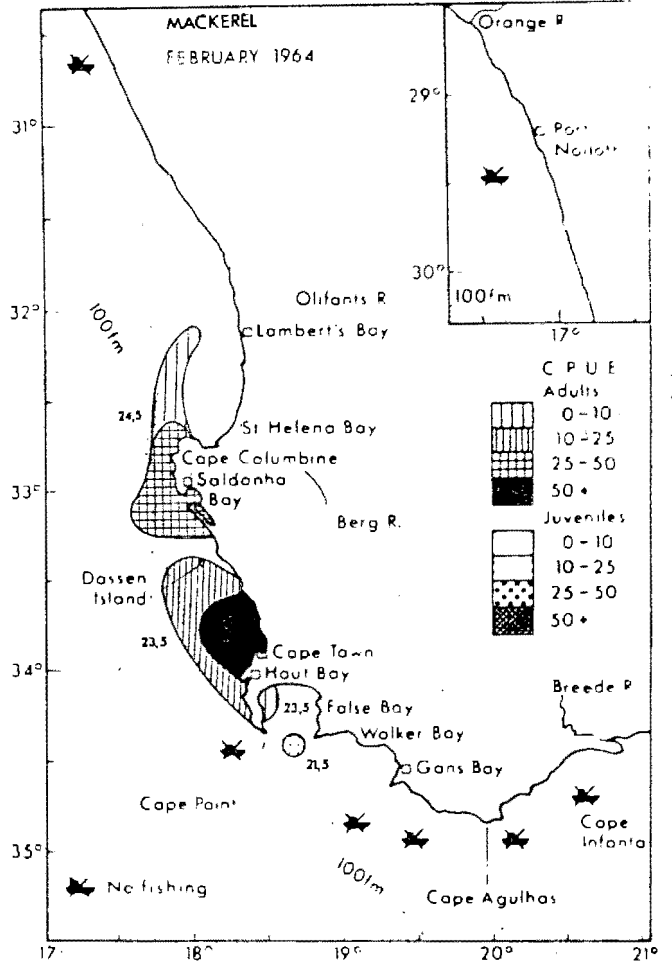 MACKEREL
FEBRUARY 1964
Orange R
29°
Port
Nolloth
30°
100fm
17°
31°
32°
33°
34°
35°
100fm
Olifants R
Lambert's Bay
24,5
St Helena Bay
Cape Columbine
Saldanha
Bay
Berg R.
Dassen
Island
23,5
Cape Town
Hout Bay
23,5
False Bay
Walker Bay
21,5
Gans Bay
Breede R
Cape Point
Cape
Infanta
100fm
Cape Agulhas
No fishing
C P U E
Adults
0-10
10-25
25-50
50+
Juveniles
0-10
10-25
25-50
50+
17°
18°
19°
20°
21°